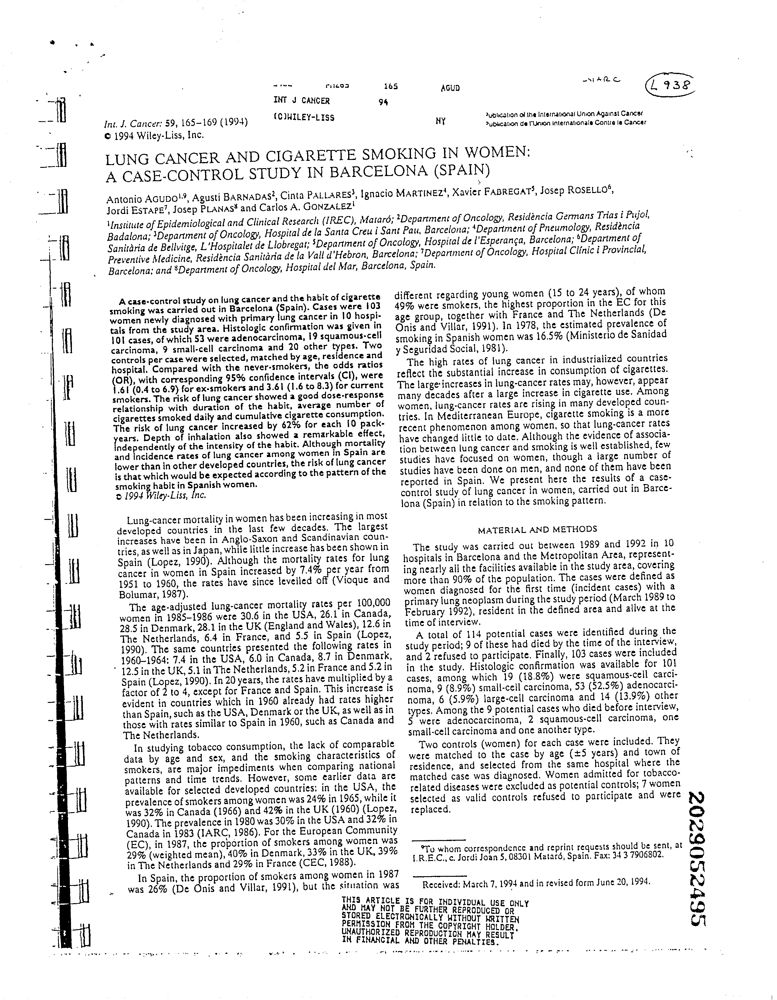 165
AGUD
IARC
L 938
INT J CANCER
94
(C)WILEY-LISS
NY
Publication of the International Union Against Cancer
Publication de l'Union Internationale Contre le Cancer
Int. J. Cancer: 59, 165–169 (1994)
© 1994 Wiley-Liss, Inc.
LUNG CANCER AND CIGARETTE SMOKING IN WOMEN:
A CASE-CONTROL STUDY IN BARCELONA (SPAIN)
Antonio AGUDO1,9, Agusti BARNADAS2, Cinta PALLARES3, Ignacio MARTINEZ4, Xavier FABREGAT5, Josep ROSELLO6,
Jordi ESTAPE7, Josep PLANAS8 and Carlos A. GONZALEZ1
1Institute of Epidemiological and Clinical Research (IREC), Mataró; 2Department of Oncology, Residència Germans Trias i Pujol,
Badalona; 3Department of Oncology, Hospital de la Santa Creu i Sant Pau, Barcelona; 4Department of Pneumology, Residència
Sanitària de Bellvitge, L'Hospitalet de Llobregat; 5Department of Oncology, Hospital de l'Esperança, Barcelona; 6Department of
Preventive Medicine, Residència Sanitària de la Vall d'Hebron, Barcelona; 7Department of Oncology, Hospital Clínic i Provincial,
Barcelona; and 8Department of Oncology, Hospital del Mar, Barcelona, Spain.
A case-control study on lung cancer and the habit of cigarette
smoking was carried out in Barcelona (Spain). Cases were 103
women newly diagnosed with primary lung cancer in 10 hospi-
tals from the study area. Histologic confirmation was given in
101 cases, of which 53 were adenocarcinoma, 19 squamous-cell
carcinoma, 9 small-cell carcinoma and 20 other types. Two
controls per case were selected, matched by age, residence and
hospital. Compared with the never-smokers, the odds ratios
(OR), with corresponding 95% confidence intervals (CI), were
1.61 (0.4 to 6.9) for ex-smokers and 3.61 (1.6 to 8.3) for current
smokers. The risk of lung cancer showed a good dose-response
relationship with duration of the habit, average number of
cigarettes smoked daily and cumulative cigarette consumption.
The risk of lung cancer increased by 62% for each 10 pack-
years. Depth of inhalation also showed a remarkable effect,
independently of the intensity of the habit. Although mortality
and incidence rates of lung cancer among women in Spain are
lower than in other developed countries, the risk of lung cancer
is that which would be expected according to the pattern of the
smoking habit in Spanish women.
© 1994 Wiley-Liss, Inc.
Lung-cancer mortality in women has been increasing in most
developed countries in the last few decades. The largest
increases have been in Anglo-Saxon and Scandinavian coun-
tries, as well as in Japan, while little increase has been shown in
Spain (Lopez, 1990). Although the mortality rates for lung
cancer in women in Spain increased by 7.4% per year from
1951 to 1960, the rates have since levelled off (Vioque and
Bolumar, 1987).
The age-adjusted lung-cancer mortality rates per 100,000
women in 1985–1986 were 30.6 in the USA, 26.1 in Canada,
28.5 in Denmark, 28.1 in the UK (England and Wales), 12.6 in
The Netherlands, 6.4 in France, and 5.5 in Spain (Lopez,
1990). The same countries presented the following rates in
1960–1964: 7.4 in the USA, 6.0 in Canada, 8.7 in Denmark,
12.5 in the UK, 5.1 in The Netherlands, 5.2 in France and 5.2 in
Spain (Lopez, 1990). In 20 years, the rates have multiplied by a
factor of 2 to 4, except for France and Spain. This increase is
evident in countries which in 1960 already had rates higher
than Spain, such as the USA, Denmark or the UK, as well as in
those with rates similar to Spain in 1960, such as Canada and
The Netherlands.
In studying tobacco consumption, the lack of comparable
data by age and sex, and the smoking characteristics of
smokers, are major impediments when comparing national
patterns and time trends. However, some earlier data are
available for selected developed countries: in the USA, the
prevalence of smokers among women was 24% in 1965, while it
was 32% in Canada (1966) and 42% in the UK (1960) (Lopez,
1990). The prevalence in 1980 was 30% in the USA and 32% in
Canada in 1983 (IARC, 1986). For the European Community
(EC), in 1987, the proportion of smokers among women was
29% (weighted mean), 40% in Denmark, 33% in the UK, 39%
in The Netherlands and 29% in France (CEC, 1988).
In Spain, the proportion of smokers among women in 1987
was 26% (De Onis and Villar, 1991), but the situation was
different regarding young women (15 to 24 years), of whom
49% were smokers, the highest proportion in the EC for this
age group, together with France and The Netherlands (De
Onis and Villar, 1991). In 1978, the estimated prevalence of
smoking in Spanish women was 16.5% (Ministerio de Sanidad
y Seguridad Social, 1981).
The high rates of lung cancer in industrialized countries
reflect the substantial increase in consumption of cigarettes.
The large increases in lung-cancer rates may, however, appear
many decades after a large increase in cigarette use. Among
women, lung-cancer rates are rising in many developed coun-
tries. In Mediterranean Europe, cigarette smoking is a more
recent phenomenon among women, so that lung-cancer rates
have changed little to date. Although the evidence of associa-
tion between lung cancer and smoking is well established, few
studies have focused on women, though a large number of
studies have been done on men, and none of them have been
reported in Spain. We present here the results of a case-
control study of lung cancer in women, carried out in Barce-
lona (Spain) in relation to the smoking pattern.
MATERIAL AND METHODS
The study was carried out between 1989 and 1992 in 10
hospitals in Barcelona and the Metropolitan Area, represent-
ing nearly all the facilities available in the study area, covering
more than 90% of the population. The cases were defined as
women diagnosed for the first time (incident cases) with a
primary lung neoplasm during the study period (March 1989 to
February 1992), resident in the defined area and alive at the
time of interview.
A total of 114 potential cases were identified during the
study period; 9 of these had died by the time of the interview,
and 2 refused to participate. Finally, 103 cases were included
in the study. Histologic confirmation was available for 101
cases, among which 19 (18.8%) were squamous-cell carci-
noma, 9 (8.9%) small-cell carcinoma, 53 (52.5%) adenocarci-
noma, 6 (5.9%) large-cell carcinoma and 14 (13.9%) other
types. Among the 9 potential cases who died before interview,
5 were adenocarcinoma, 2 squamous-cell carcinoma, one
small-cell carcinoma and one another type.
Two controls (women) for each case were included. They
were matched to the case by age (±5 years) and town of
residence, and selected from the same hospital where the
matched case was diagnosed. Women admitted for tobacco-
related diseases were excluded as potential controls; 7 women
selected as valid controls refused to participate and were
replaced.
9To whom correspondence and reprint requests should be sent, at
I.R.E.C., c. Jordi Joan 5, 08301 Mataró, Spain. Fax: 34 3 7906802.
Received: March 7, 1994 and in revised form June 20, 1994.
THIS ARTICLE IS FOR INDIVIDUAL USE ONLY
AND MAY NOT BE FURTHER REPRODUCED OR
STORED ELECTRONICALLY WITHOUT WRITTEN
PERMISSION FROM THE COPYRIGHT HOLDER.
UNAUTHORIZED REPRODUCTION MAY RESULT
IN FINANCIAL AND OTHER PENALTIES.
2029052495